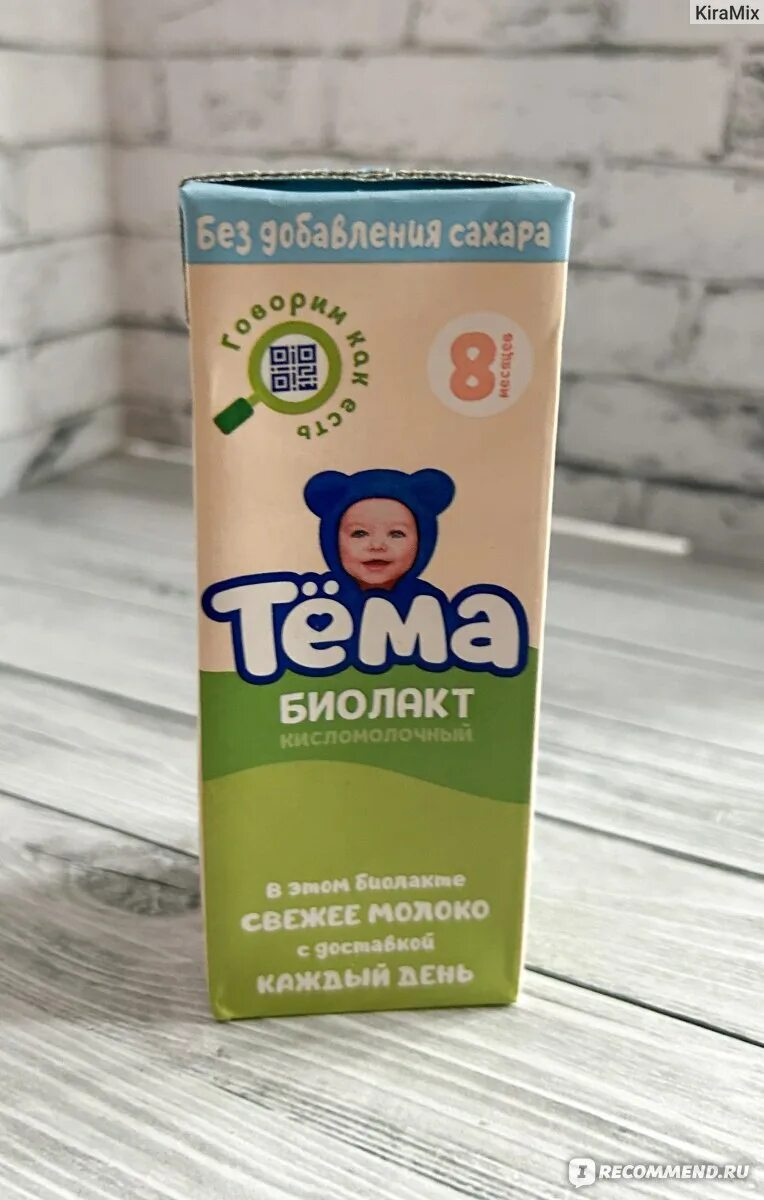 KiraMix
Без добавления сахара
Говорим как есть
8
месяцев
Тёма
БИОЛАКТ
КИСЛОМОЛОЧНЫЙ
в этом биолакте
СВЕЖЕЕ МОЛОКО
с доставкой
КАЖДЫЙ ДЕНЬ
IRECOMMEND.RU